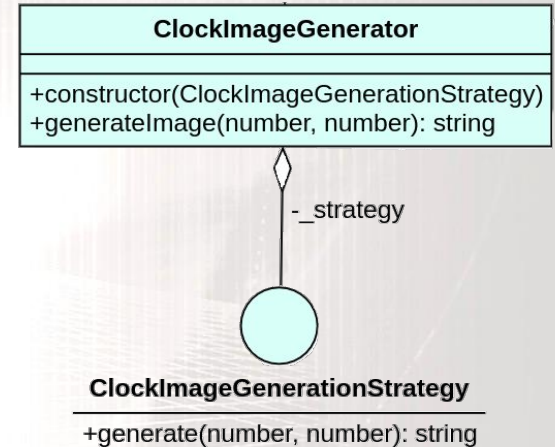 ClockImageGenerator
+constructor(ClockImageGenerationStrategy)
+generateImage(number, number): string
-_strategy
ClockImageGenerationStrategy
+generate(number, number): string